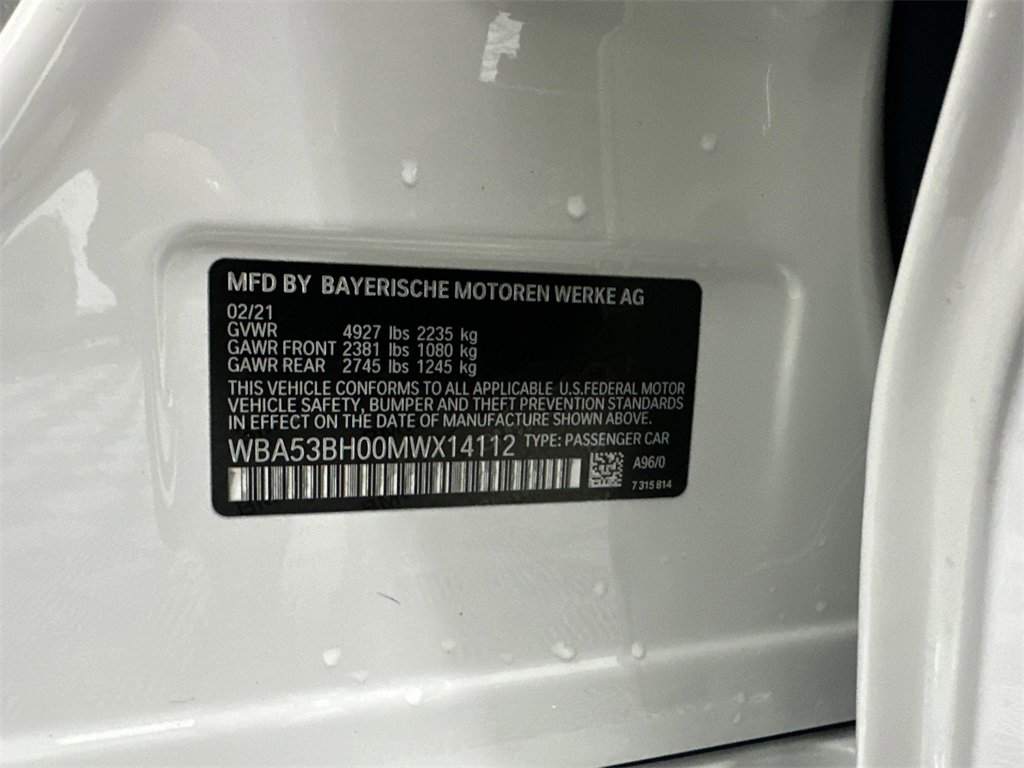 MFD BY BAYERISCHE MOTOREN WERKE AG
02/21
GVWR 4927 lbs 2235 kg
GAWR FRONT 2381 lbs 1080 kg
GAWR REAR 2745 lbs 1245 kg
THIS VEHICLE CONFORMS TO ALL APPLICABLE U.S.FEDERAL MOTOR
VEHICLE SAFETY, BUMPER AND THEFT PREVENTION STANDARDS
IN EFFECT ON THE DATE OF MANUFACTURE SHOWN ABOVE.
WBA53BH00MWX14112 TYPE: PASSENGER CAR
A96/0
7 315 814